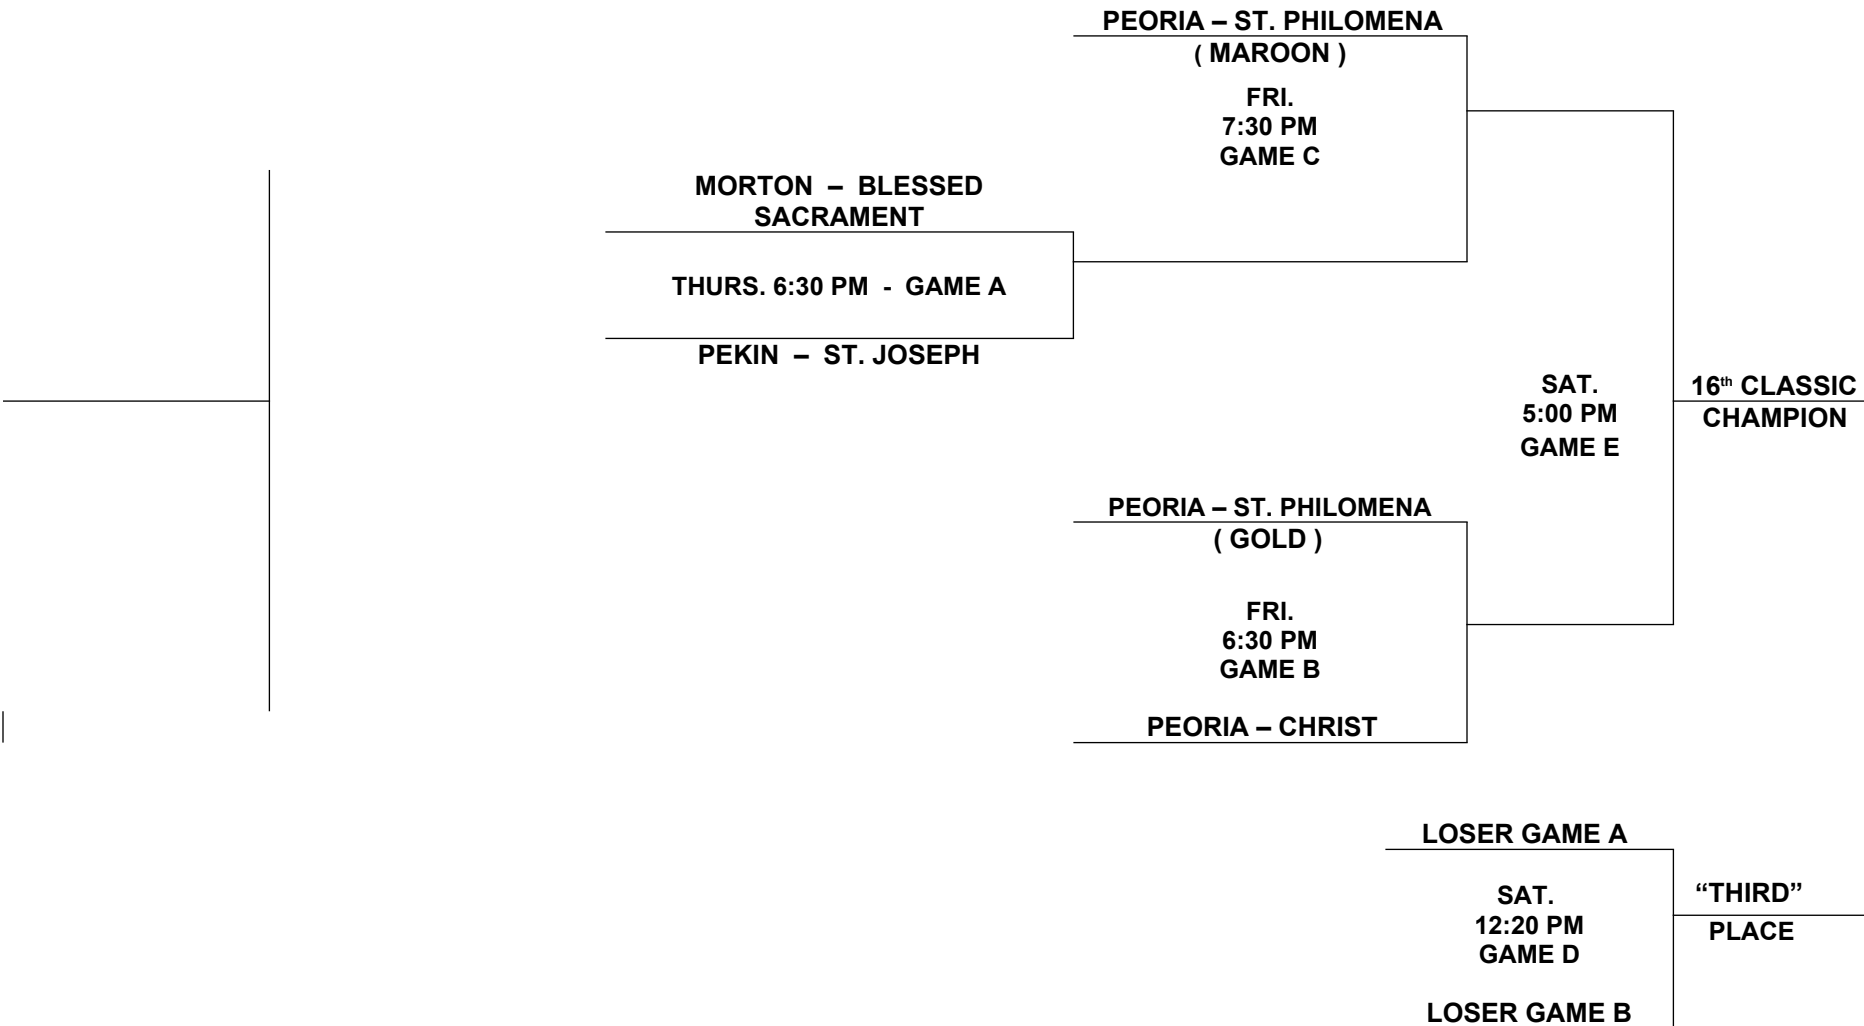 PEORIA – ST. PHILOMENA
( MAROON )
FRI.
7:30 PM
GAME C
MORTON – BLESSED
SACRAMENT
THURS. 6:30 PM - GAME A
PEKIN – ST. JOSEPH
SAT.
5:00 PM
GAME E
16th CLASSIC
CHAMPION
PEORIA – ST. PHILOMENA
( GOLD )
FRI.
6:30 PM
GAME B
PEORIA – CHRIST
LOSER GAME A
SAT.
12:20 PM
GAME D
“THIRD”
PLACE
LOSER GAME B